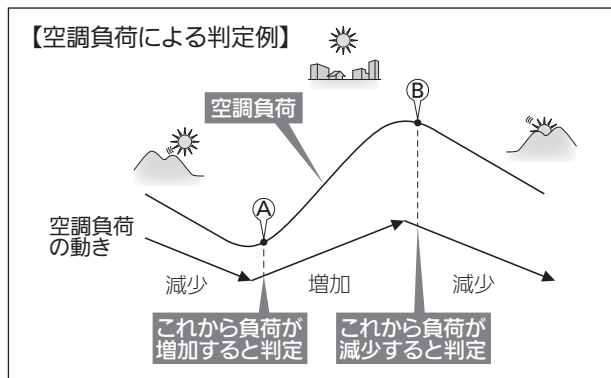 【空調負荷による判定例】
Ⓑ
空調負荷
Ⓐ
空調負荷
の動き
減少
増加
減少
これから負荷が
増加すると判定
これから負荷が
減少すると判定